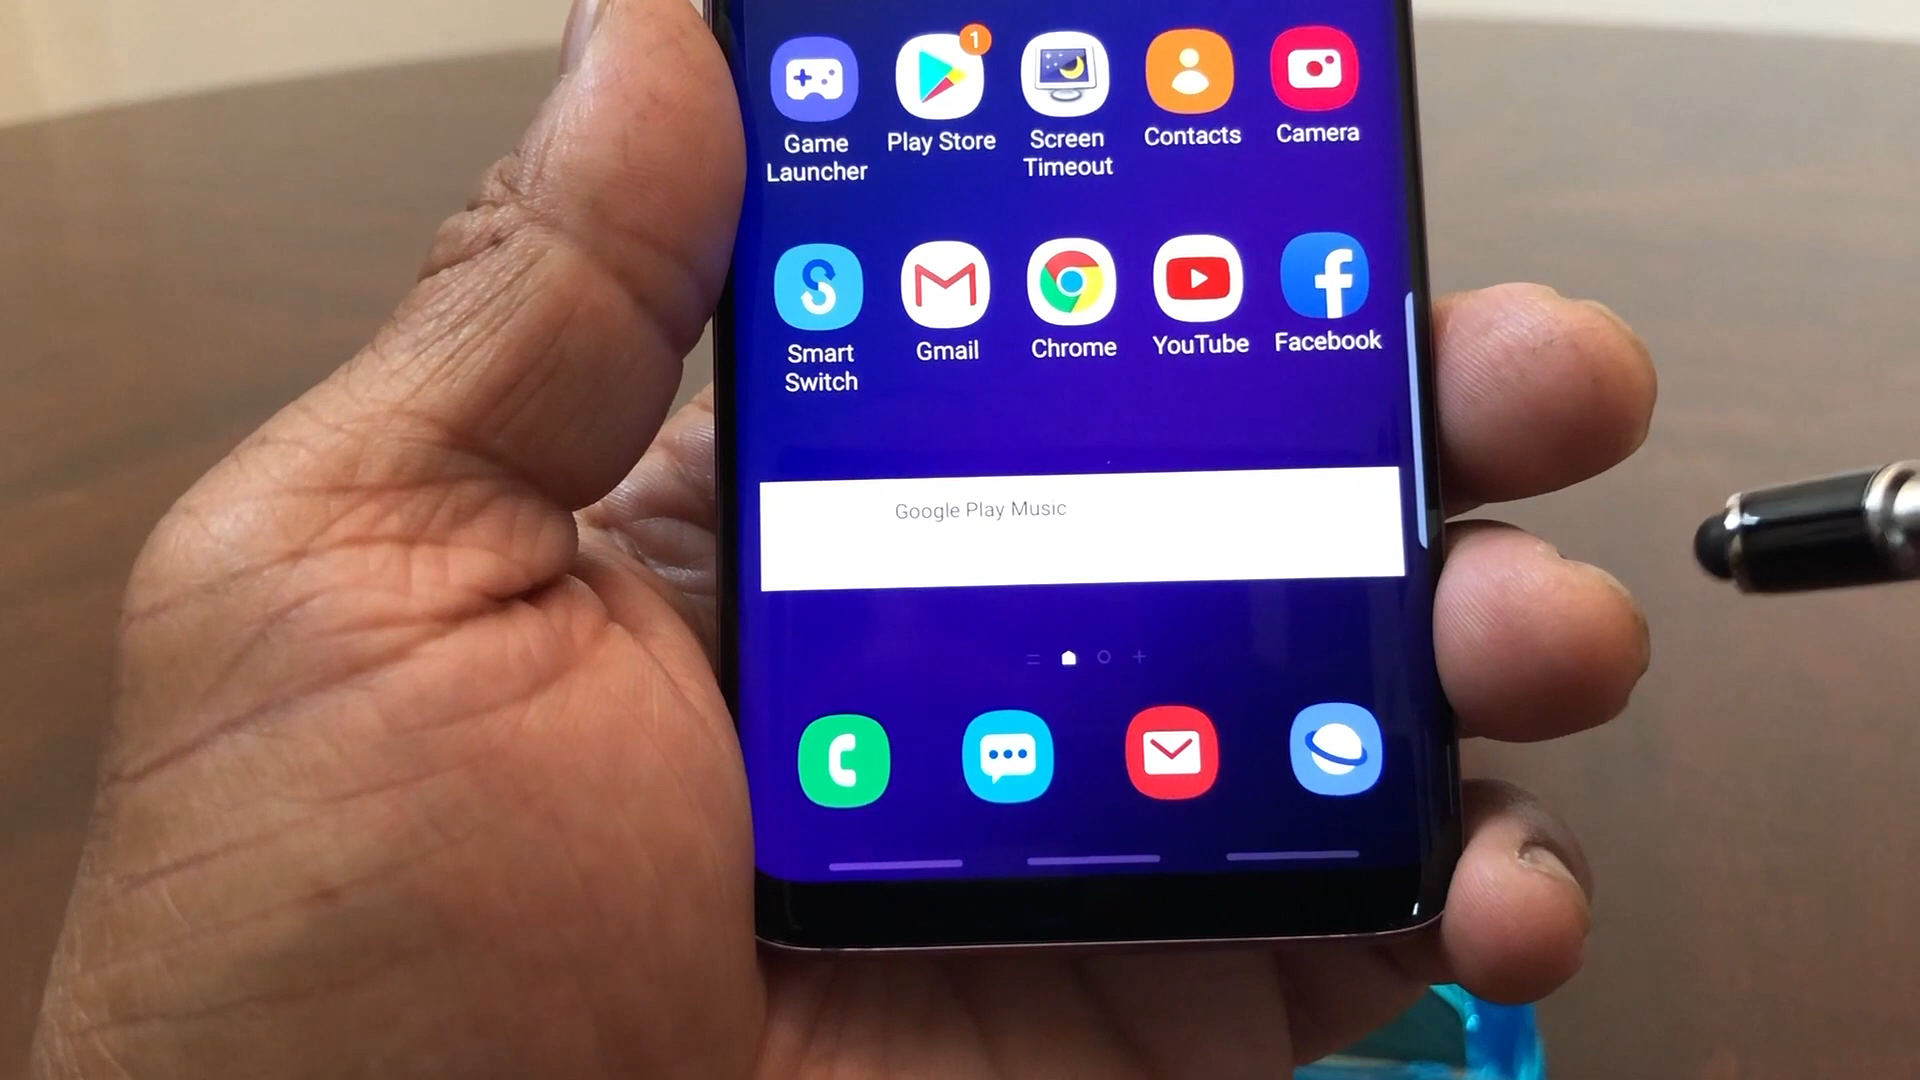 1
Game Launcher
Play Store
Screen Timeout
Contacts
Camera
Smart Switch
Gmail
Chrome
YouTube
Facebook
Google Play Music